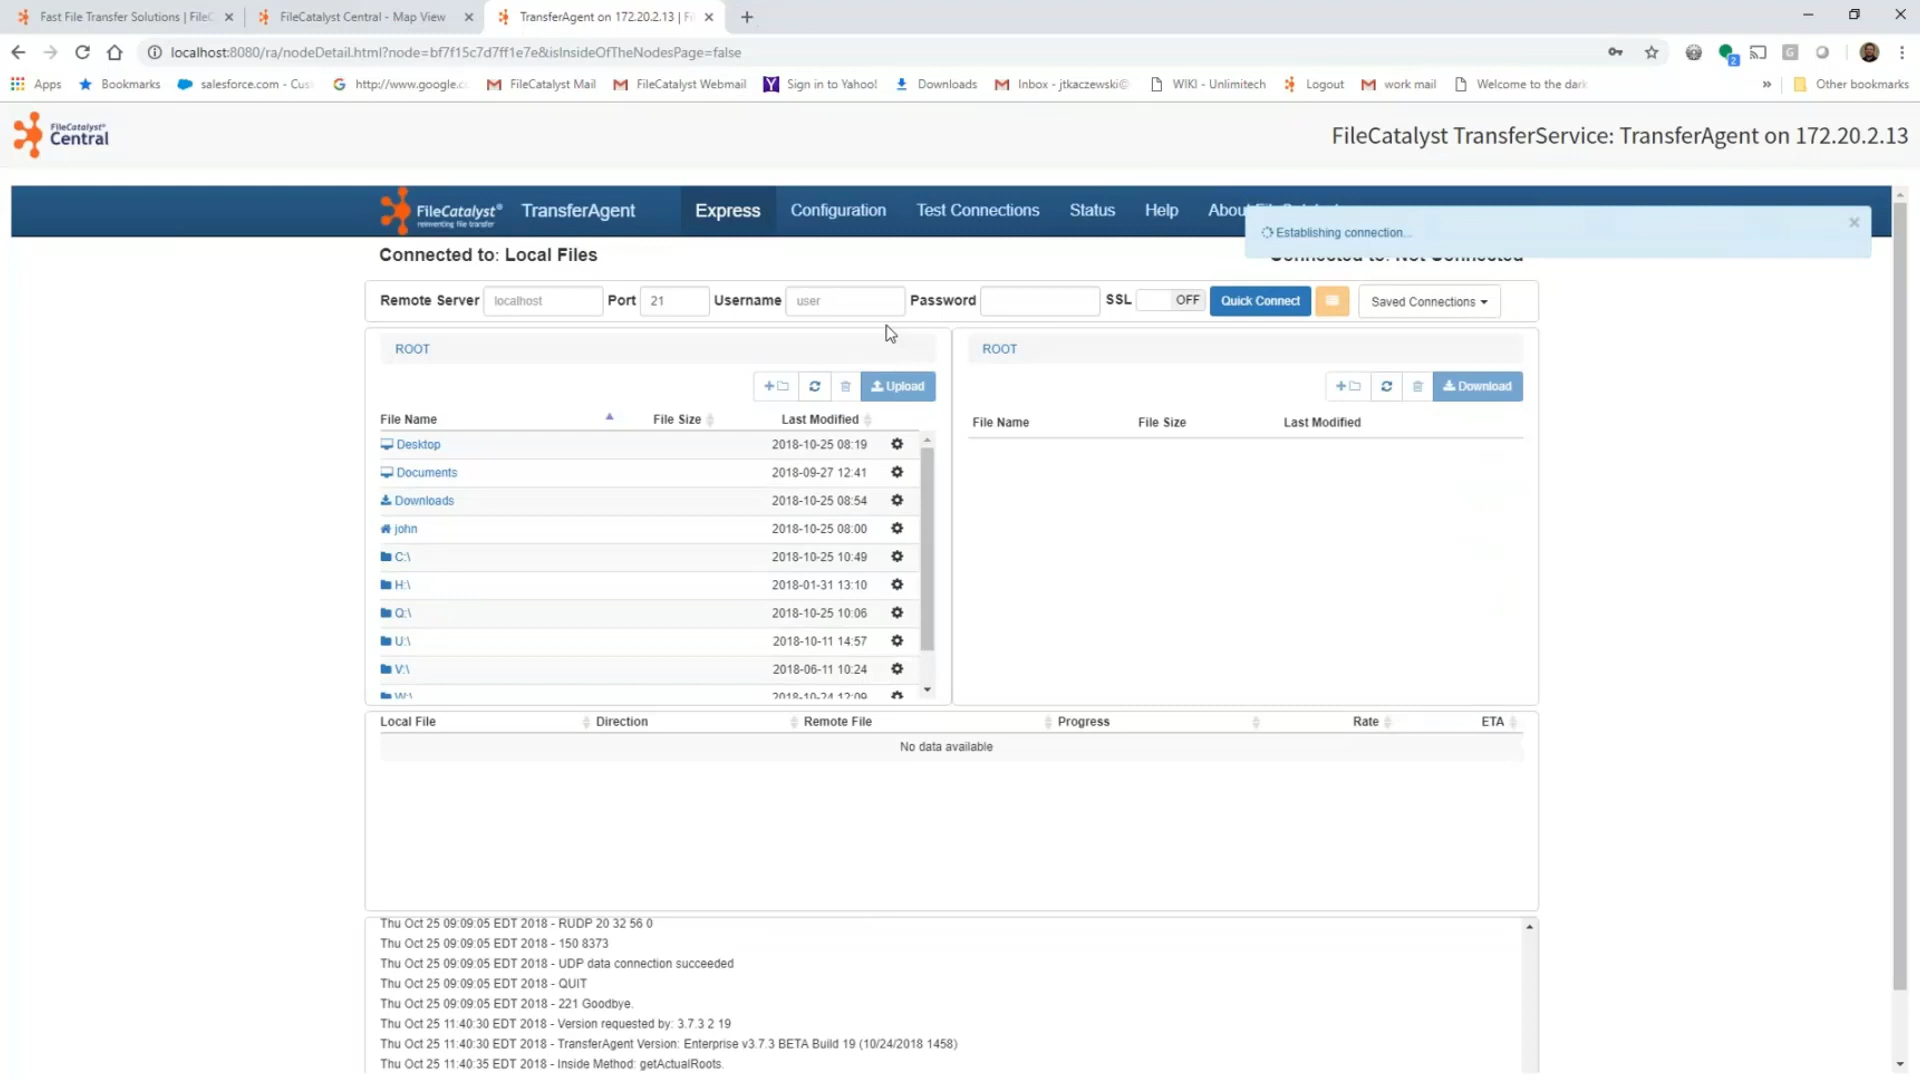 Fast File Transfer Solutions | FileC
FileCatalyst Central - Map View
TransferAgent on 172.20.2.13 | Fi
localhost:8080/ra/nodeDetail.html?node=bf7f15c7d7ff1e7e&isInsideOfTheNodesPage=false
2
G
Apps
Bookmarks
salesforce.com - Cus
http://www.google.c
FileCatalyst Mail
FileCatalyst Webmail
Sign in to Yahoo!
Downloads
Inbox - jtkaczewski@
WIKI - Unlimitech
Logout
work mail
Welcome to the dark
»
Other bookmarks
FileCatalyst®
Central
FileCatalyst TransferService: TransferAgent on 172.20.2.13
FileCatalyst®
reinventing file transfer
TransferAgent
Express
Configuration
Test Connections
Status
Help
About
Establishing connection...
×
Connected to: Local Files
Connected to: Not Connected
Remote Server
localhost
Port
21
Username
user
Password
SSL
OFF
Quick Connect
Saved Connections
ROOT
Upload
File Name File Size Last Modified
Desktop 2018-10-25 08:19
Documents 2018-09-27 12:41
Downloads 2018-10-25 08:54
john 2018-10-25 08:00
C:\ 2018-10-25 10:49
H:\ 2018-01-31 13:10
Q:\ 2018-10-25 10:06
U:\ 2018-10-11 14:57
V:\ 2018-06-11 10:24
W:\ 2018-10-24 12:09
ROOT
Download
File Name File Size Last Modified
Local File Direction Remote File Progress Rate ETA
No data available
Thu Oct 25 09:09:05 EDT 2018 - RUDP 20 32 56 0
Thu Oct 25 09:09:05 EDT 2018 - 150 8373
Thu Oct 25 09:09:05 EDT 2018 - UDP data connection succeeded
Thu Oct 25 09:09:05 EDT 2018 - QUIT
Thu Oct 25 09:09:05 EDT 2018 - 221 Goodbye.
Thu Oct 25 11:40:30 EDT 2018 - Version requested by: 3.7.3 2 19
Thu Oct 25 11:40:30 EDT 2018 - TransferAgent Version: Enterprise v3.7.3 BETA Build 19 (10/24/2018 1458)
Thu Oct 25 11:40:35 EDT 2018 - Inside Method: getActualRoots.